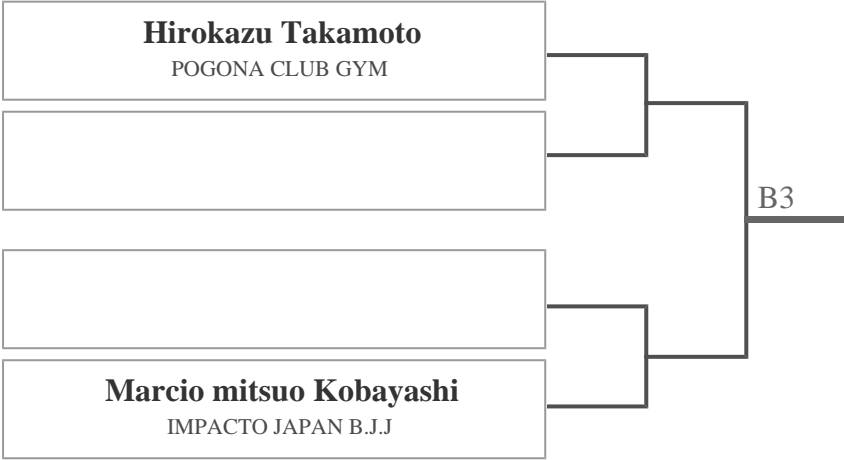 Hirokazu Takamoto
POGONA CLUB GYM
B3
Marcio mitsuo Kobayashi
IMPACTO JAPAN B.J.J